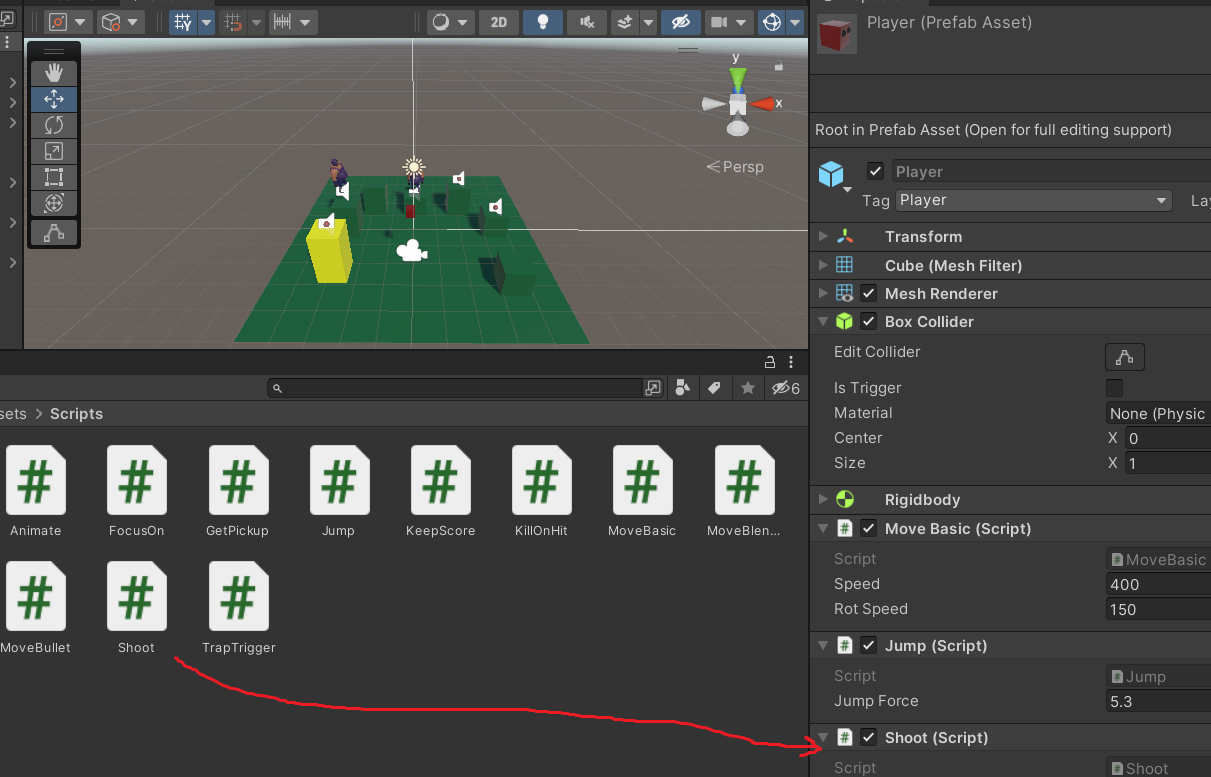 Player (Prefab Asset)
2D
y
x
Persp
Root in Prefab Asset (Open for full editing support)
Player
Tag Player
Transform
Cube (Mesh Filter)
Mesh Renderer
Box Collider
Edit Collider
Is Trigger
Material None (Physic
Center X 0
Size X 1
Rigidbody
Move Basic (Script)
Script MoveBasic
Speed 400
Rot Speed 150
Jump (Script)
Script Jump
Jump Force 5.3
Shoot (Script)
Script Shoot
6
sets > Scripts
Animate FocusOn GetPickup Jump KeepScore KillOnHit MoveBasic MoveBlen...
MoveBullet Shoot TrapTrigger